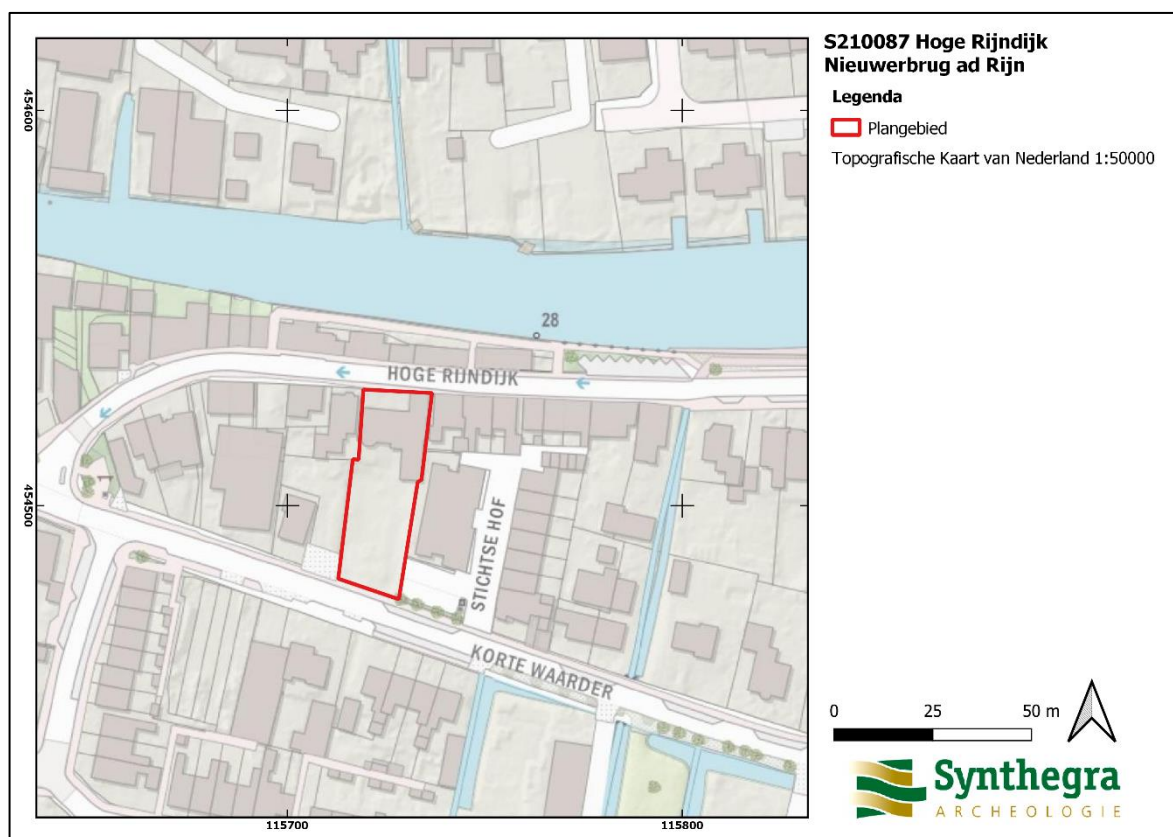 S210087 Hoge Rijndijk
Nieuwerbrug ad Rijn
Legenda
Plangebied
Topografische Kaart van Nederland 1:50000
454600
28
HOGE RIJNDIJK
454500
STICHTSE HOF
KORTE WAARDER
115700
115800
0 25 50 m
Synthegra
ARCHEOLOGIE